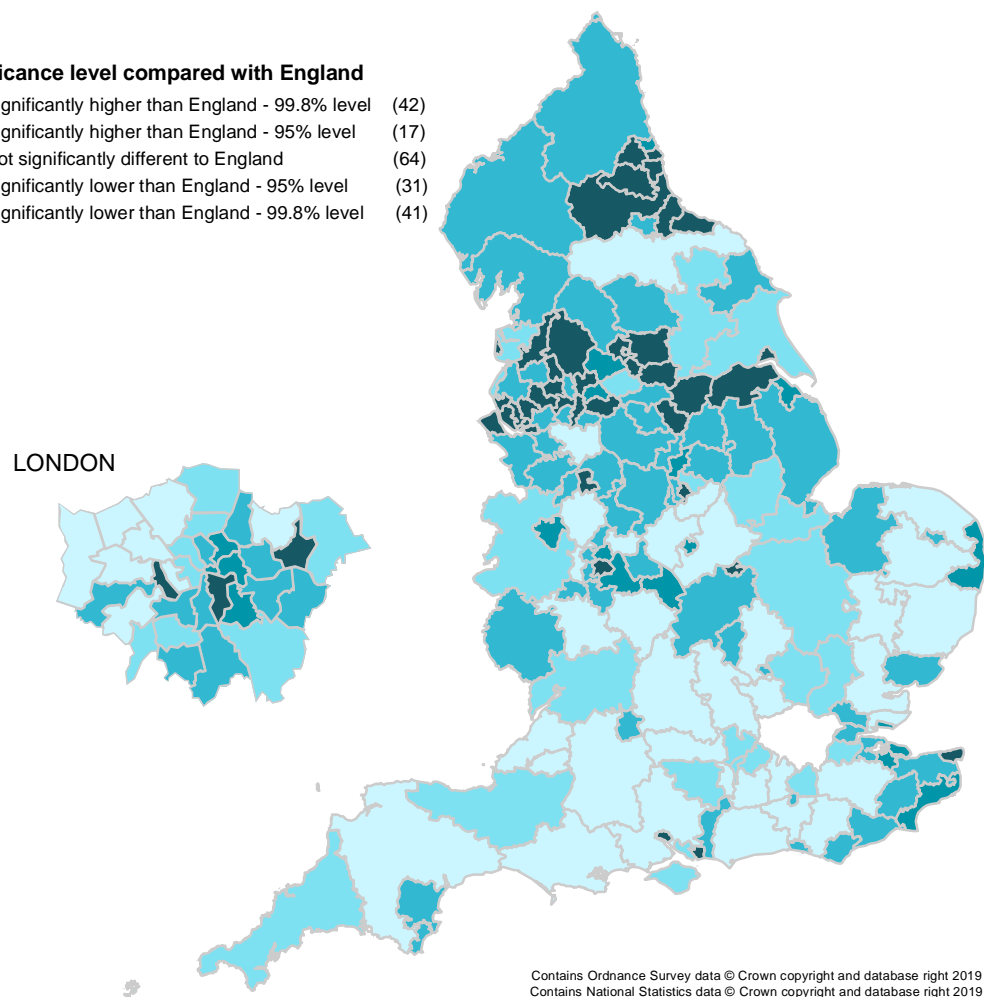 icance level compared with England
gnificantly higher than England - 99.8% level (42)
gnificantly higher than England - 95% level (17)
ot significantly different to England (64)
gnificantly lower than England - 95% level (31)
gnificantly lower than England - 99.8% level (41)
LONDON
Contains Ordnance Survey data © Crown copyright and database right 2019
Contains National Statistics data © Crown copyright and database right 2019